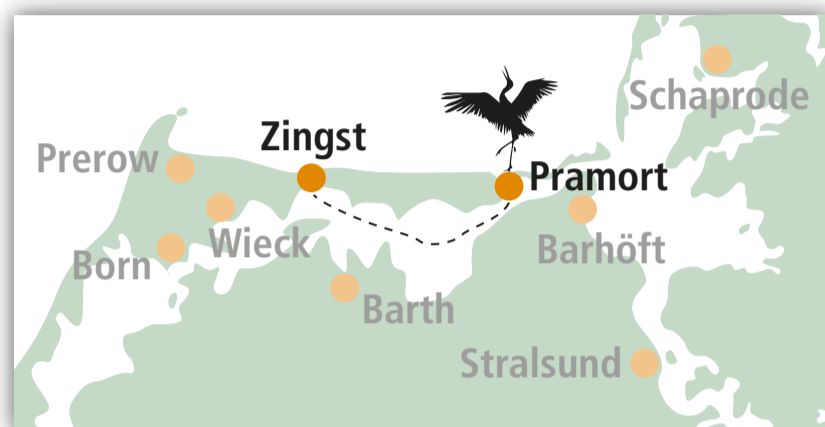 Schaprode
Zingst
Prerow
Pramort
Wieck
Barhöft
Born
Barth
Stralsund